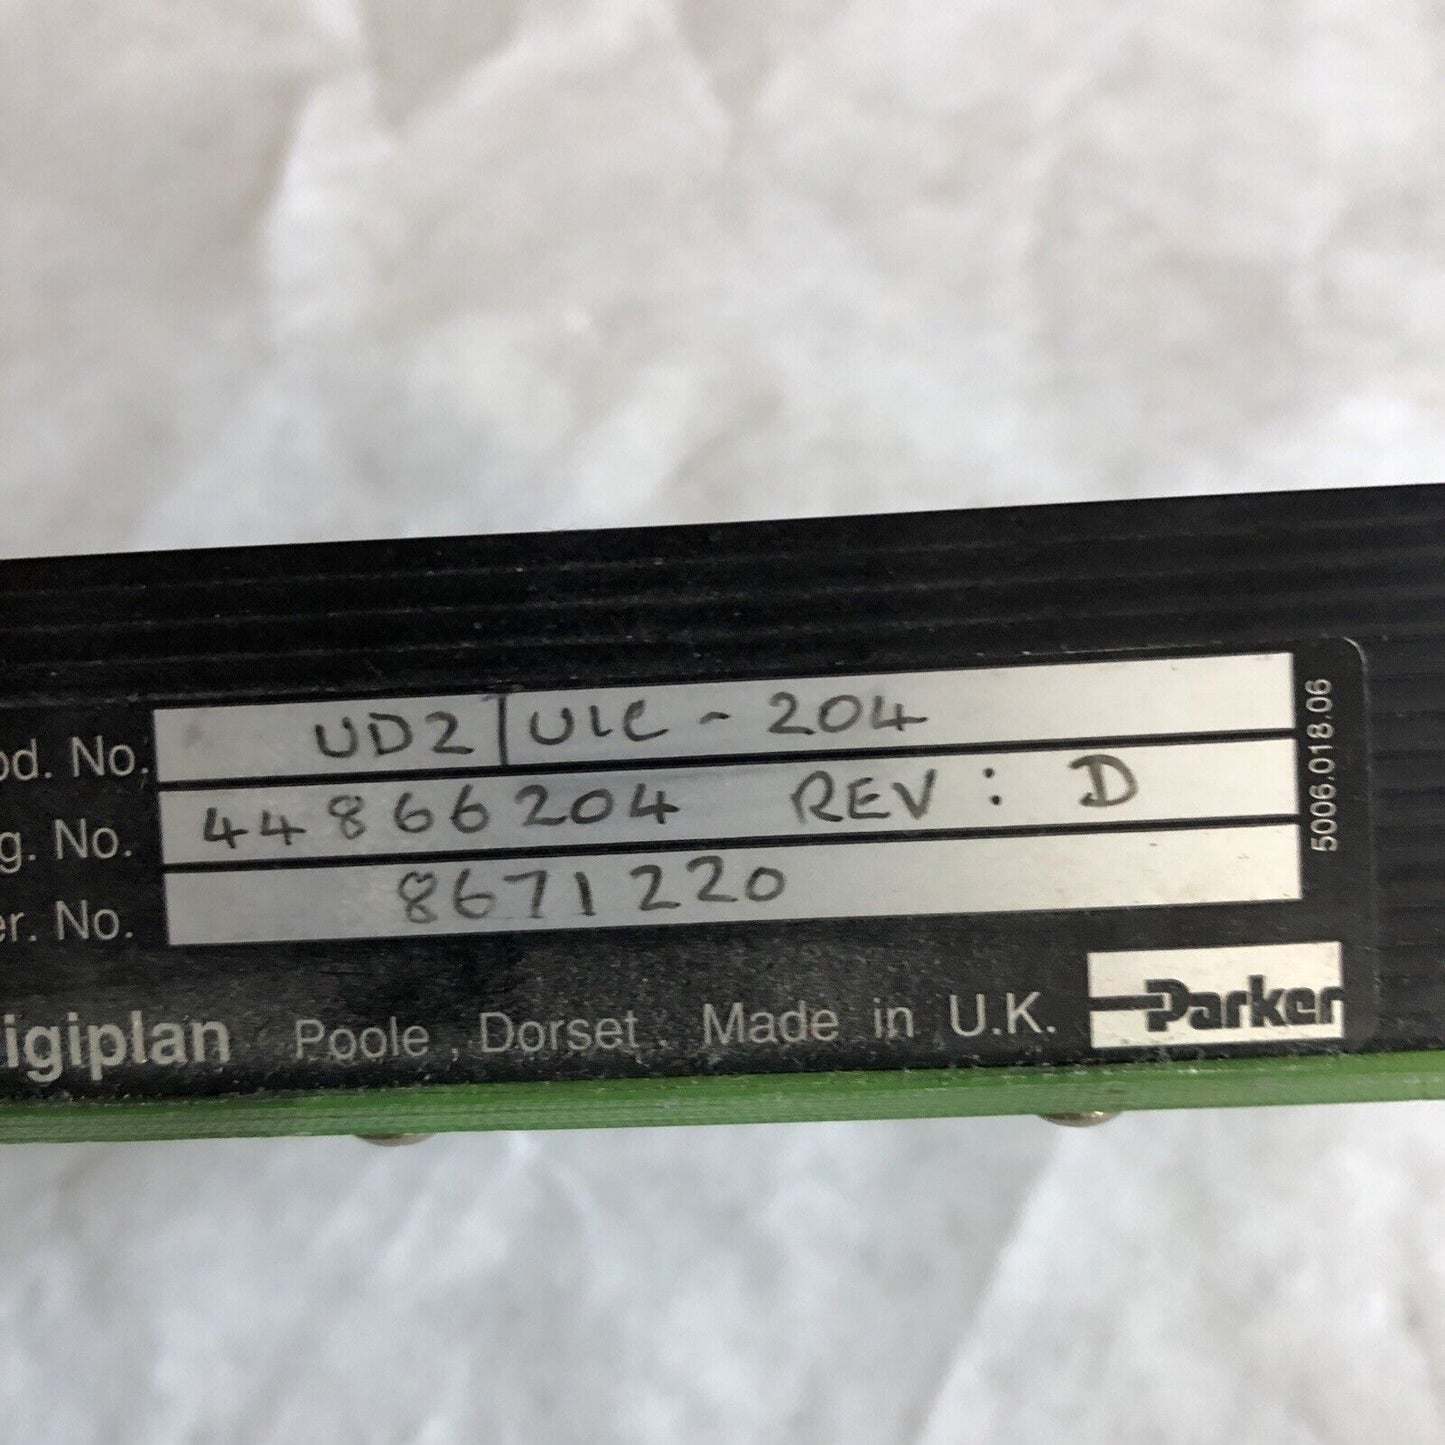 od. No. UD2/UIC - 204
g. No. 44866204 REV : D
er. No. 8671220
5006.018.06
igiplan Poole, Dorset. Made in U.K. Parker